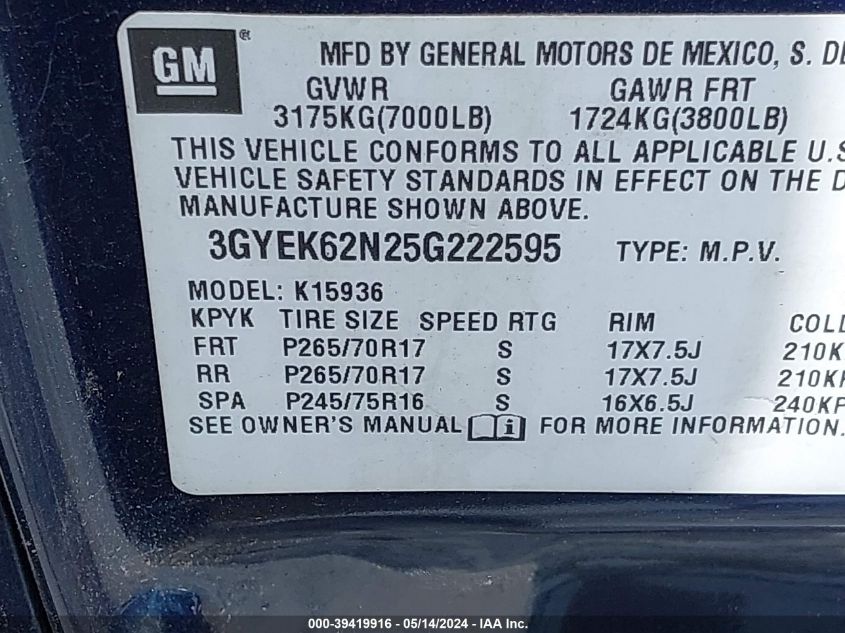 GM ®
MFD BY GENERAL MOTORS DE MEXICO, S. DE
GVWR GAWR FRT
3175KG(7000LB) 1724KG(3800LB)
THIS VEHICLE CONFORMS TO ALL APPLICABLE U.S
VEHICLE SAFETY STANDARDS IN EFFECT ON THE D
MANUFACTURE SHOWN ABOVE.
3GYEK62N25G222595 TYPE: M.P.V.
MODEL: K15936
KPYK TIRE SIZE SPEED RTG RIM COLD
FRT P265/70R17 S 17X7.5J 210K
RR P265/70R17 S 17X7.5J 210KP
SPA P245/75R16 S 16X6.5J 240KP
SEE OWNER'S MANUAL i FOR MORE INFORMATION.
000-39419916 - 05/14/2024 - IAA Inc.